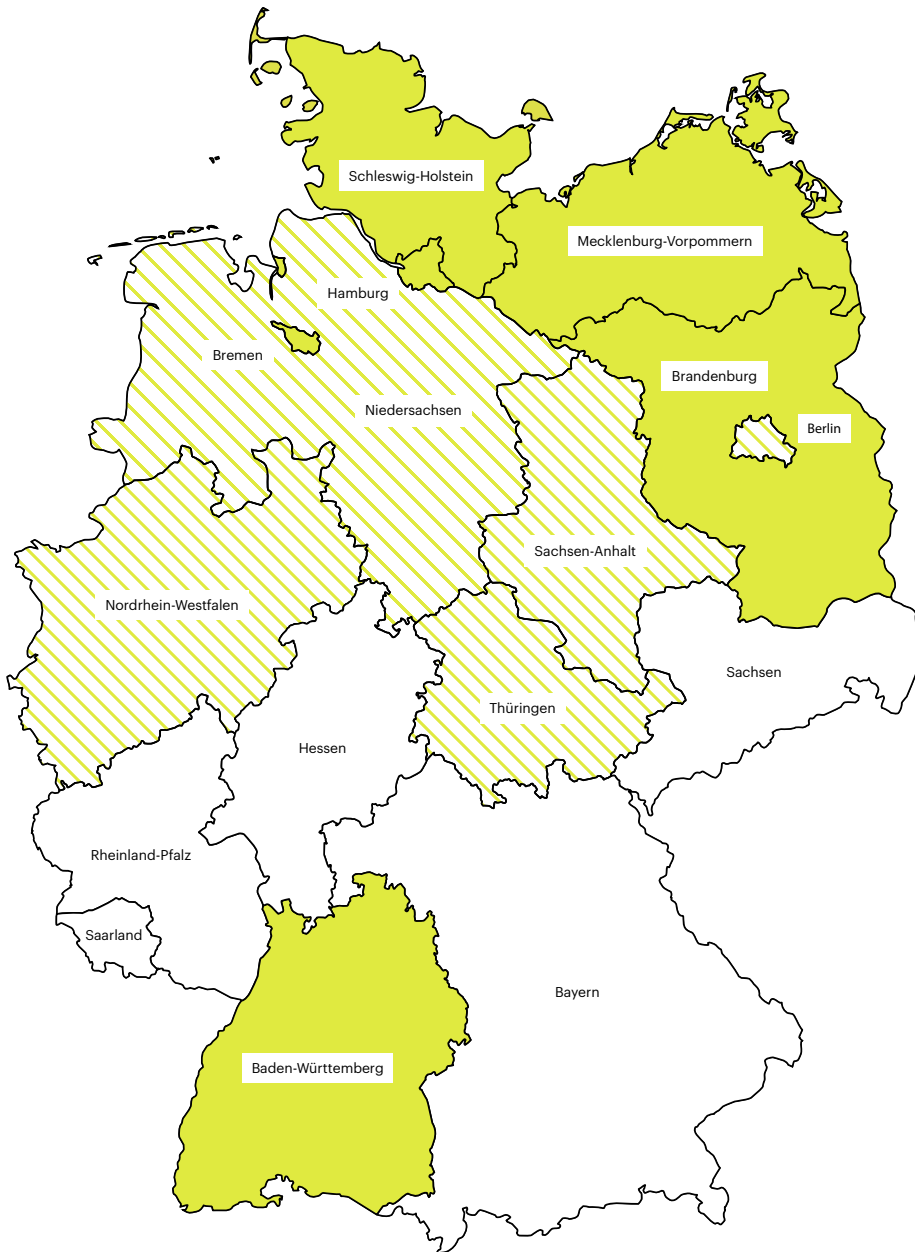 Schleswig-Holstein
Mecklenburg-Vorpommern
Hamburg
Bremen
Brandenburg
Niedersachsen
Berlin
Sachsen-Anhalt
Nordrhein-Westfalen
Sachsen
Thüringen
Hessen
Rheinland-Pfalz
Saarland
Bayern
Baden-Württemberg